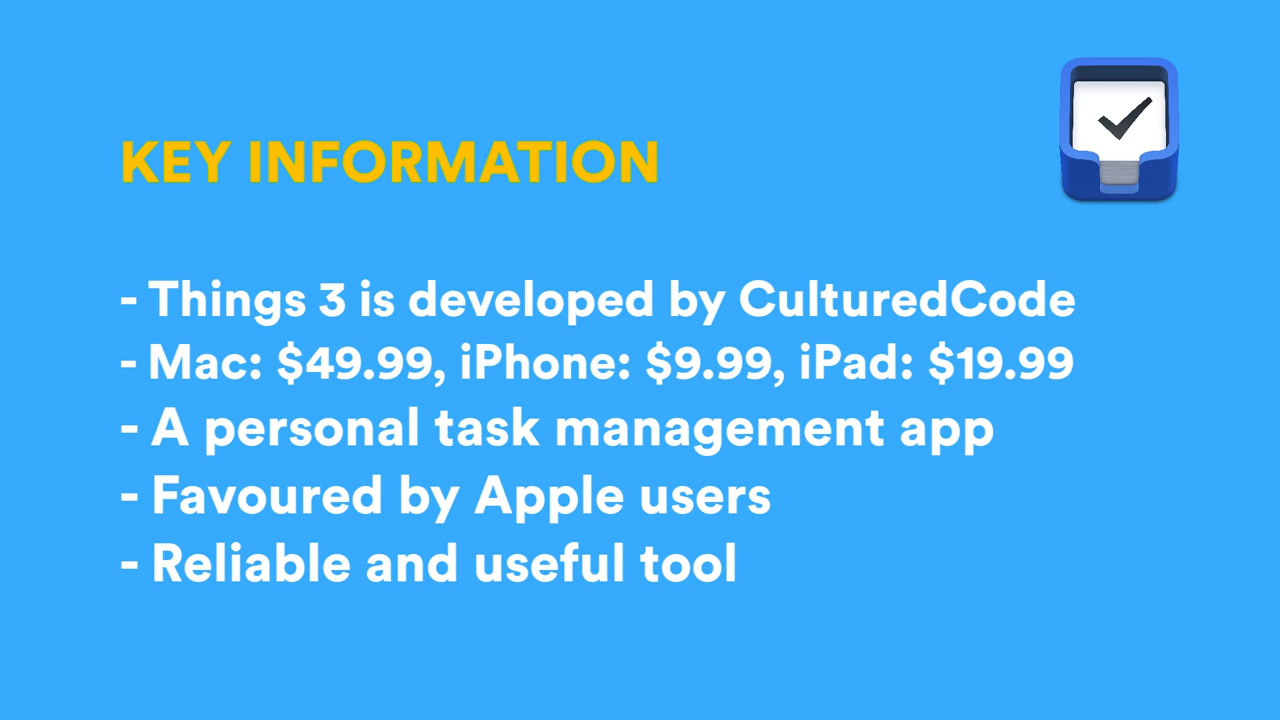 KEY INFORMATION
- Things 3 is developed by CulturedCode
- Mac: $49.99, iPhone: $9.99, iPad: $19.99
- A personal task management app
- Favoured by Apple users
- Reliable and useful tool